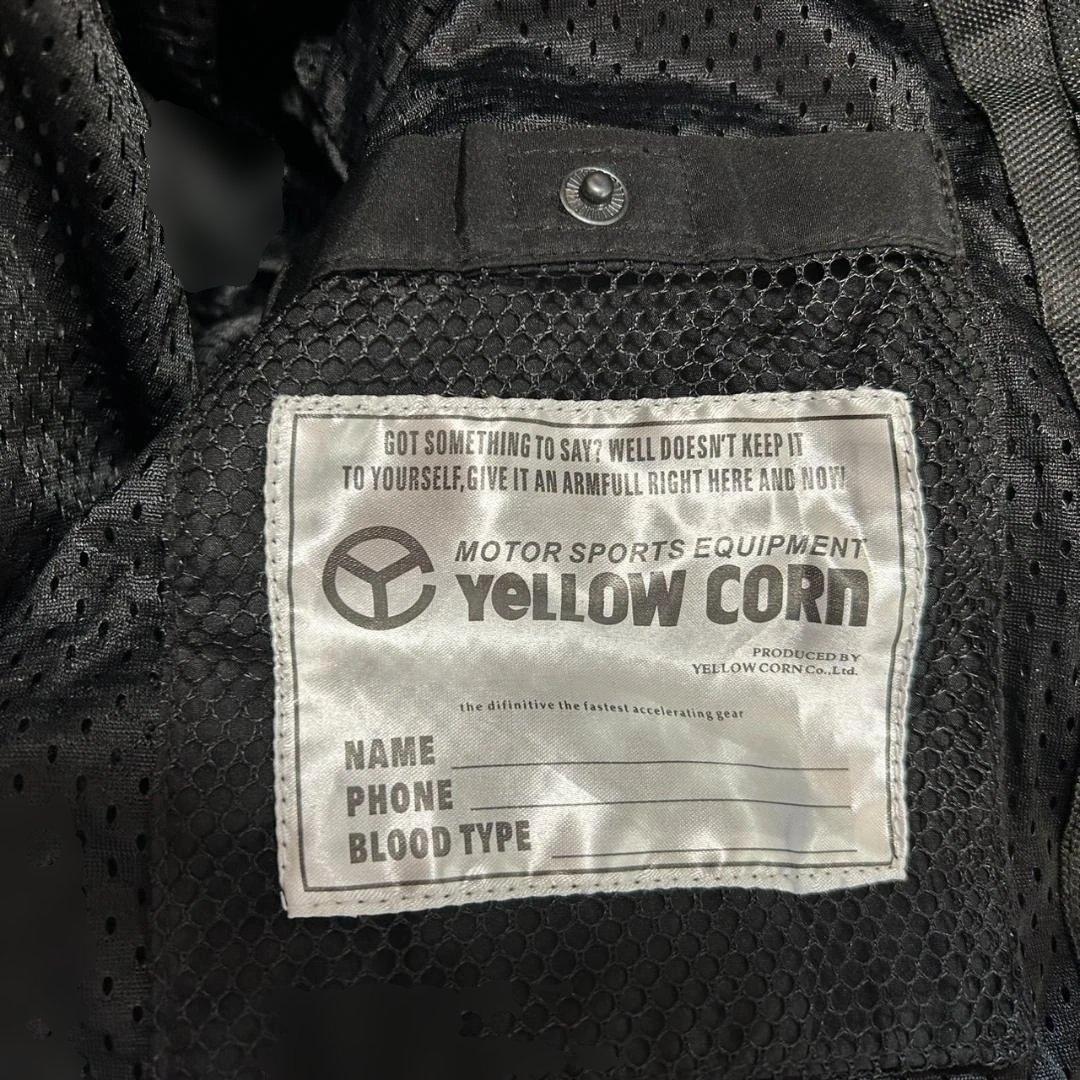 GOT SOMETHING TO SAY? WELL DOESN'T KEEP IT
TO YOURSELF,GIVE IT AN ARMFULL RIGHT HERE AND NOW
MOTOR SPORTS EQUIPMENT
YeLLOW CORn
PRODUCED BY
YELLOW CORN Co.,Ltd.
the difinitive the fastest accelerating gear
NAME
PHONE
BLOOD TYPE